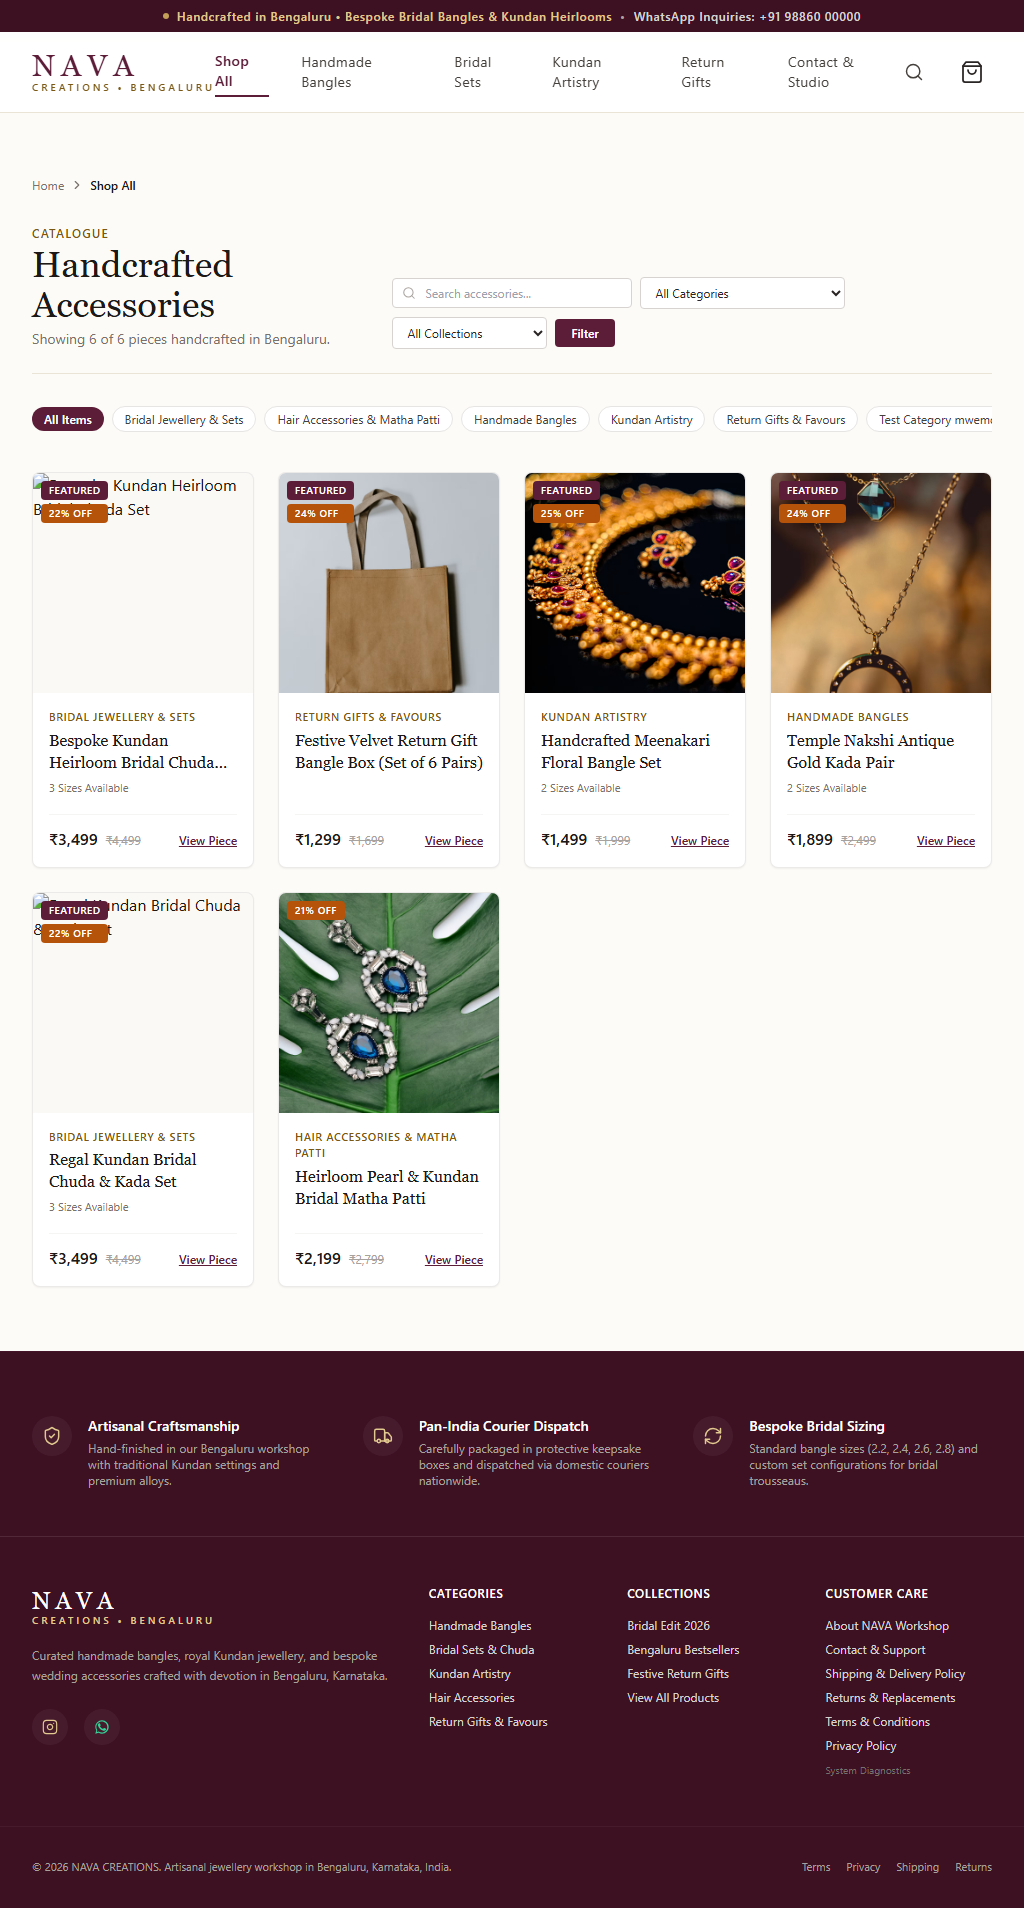 Handcrafted in Bengaluru • Bespoke Bridal Bangles & Kundan Heirlooms • WhatsApp Inquiries: +91 98860 00000
NAVA
CREATIONS • BENGALURU
Shop All
Handmade Bangles
Bridal Sets
Kundan Artistry
Return Gifts
Contact & Studio
Home > Shop All
CATALOGUE
Handcrafted
Accessories
Showing 6 of 6 pieces handcrafted in Bengaluru.
Search accessories...
All Categories
All Collections
Filter
All Items
Bridal Jewellery & Sets
Hair Accessories & Matha Patti
Handmade Bangles
Kundan Artistry
Return Gifts & Favours
Test Category
Kundan Heirloom
Set
FEATURED
22% OFF
BRIDAL JEWELLERY & SETS
Bespoke Kundan
Heirloom Bridal Chuda...
3 Sizes Available
₹3,499 ₹4,499 View Piece
FEATURED
24% OFF
RETURN GIFTS & FAVOURS
Festive Velvet Return Gift
Bangle Box (Set of 6 Pairs)
₹1,299 ₹1,699 View Piece
FEATURED
25% OFF
KUNDAN ARTISTRY
Handcrafted Meenakari
Floral Bangle Set
2 Sizes Available
₹1,499 ₹1,999 View Piece
FEATURED
24% OFF
HANDMADE BANGLES
Temple Nakshi Antique
Gold Kada Pair
2 Sizes Available
₹1,899 ₹2,499 View Piece
Bridal Chuda
FEATURED
22% OFF
BRIDAL JEWELLERY & SETS
Regal Kundan Bridal
Chuda & Kada Set
3 Sizes Available
₹3,499 ₹4,499 View Piece
21% OFF
HAIR ACCESSORIES & MATHA
PATTI
Heirloom Pearl & Kundan
Bridal Matha Patti
₹2,199 ₹2,799 View Piece
Artisanal Craftsmanship
Hand-finished in our Bengaluru workshop
with traditional Kundan settings and
premium alloys.
Pan-India Courier Dispatch
Carefully packaged in protective keepsake
boxes and dispatched via domestic couriers
nationwide.
Bespoke Bridal Sizing
Standard bangle sizes (2.2, 2.4, 2.6, 2.8) and
custom set configurations for bridal
trousseaus.
NAVA
CREATIONS • BENGALURU
Curated handmade bangles, royal Kundan jewellery, and bespoke
wedding accessories crafted with devotion in Bengaluru, Karnataka.
CATEGORIES
Handmade Bangles
Bridal Sets & Chuda
Kundan Artistry
Hair Accessories
Return Gifts & Favours
COLLECTIONS
Bridal Edit 2026
Bengaluru Bestsellers
Festive Return Gifts
View All Products
CUSTOMER CARE
About NAVA Workshop
Contact & Support
Shipping & Delivery Policy
Returns & Replacements
Terms & Conditions
Privacy Policy
System Diagnostics
© 2026 NAVA CREATIONS. Artisanal jewellery workshop in Bengaluru, Karnataka, India.
Terms Privacy Shipping Returns